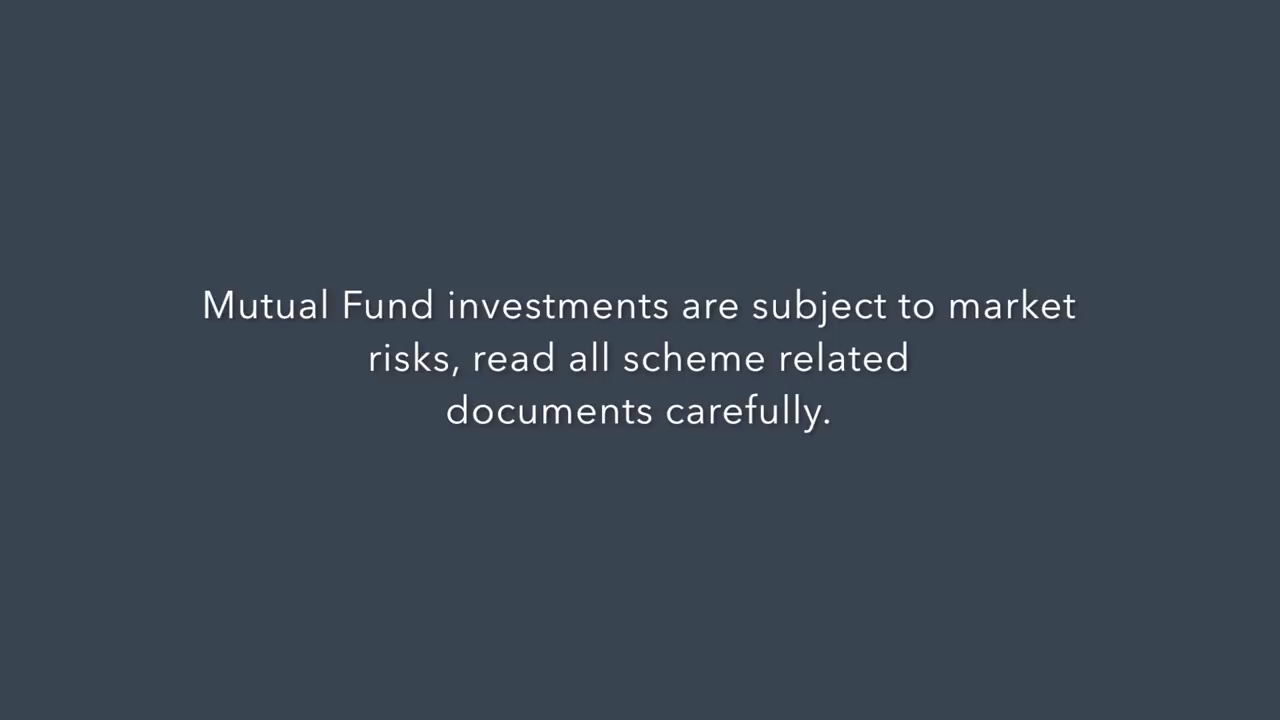 Mutual Fund investments are subject to market
risks, read all scheme related
documents carefully.